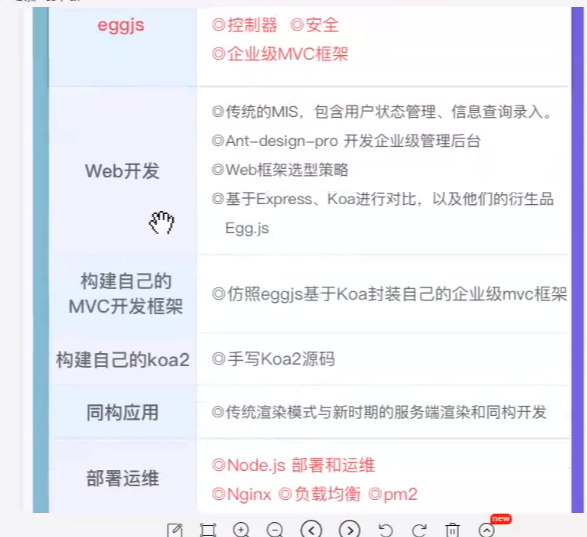 eggjs
◎控制器 ◎安全
◎企业级MVC框架
Web开发
◎传统的MIS，包含用户状态管理、信息查询录入。
◎Ant-design-pro 开发企业级管理后台
◎Web框架选型策略
◎基于Express、Koa进行对比，以及他们的衍生品
Egg.js
构建自己的
MVC开发框架
◎仿照eggjs基于Koa封装自己的企业级mvc框架
构建自己的koa2
◎手写Koa2源码
同构应用
◎传统渲染模式与新时期的服务端渲染和同构开发
部署运维
◎Node.js 部署和运维
◎Nginx ◎负载均衡 ◎pm2
new